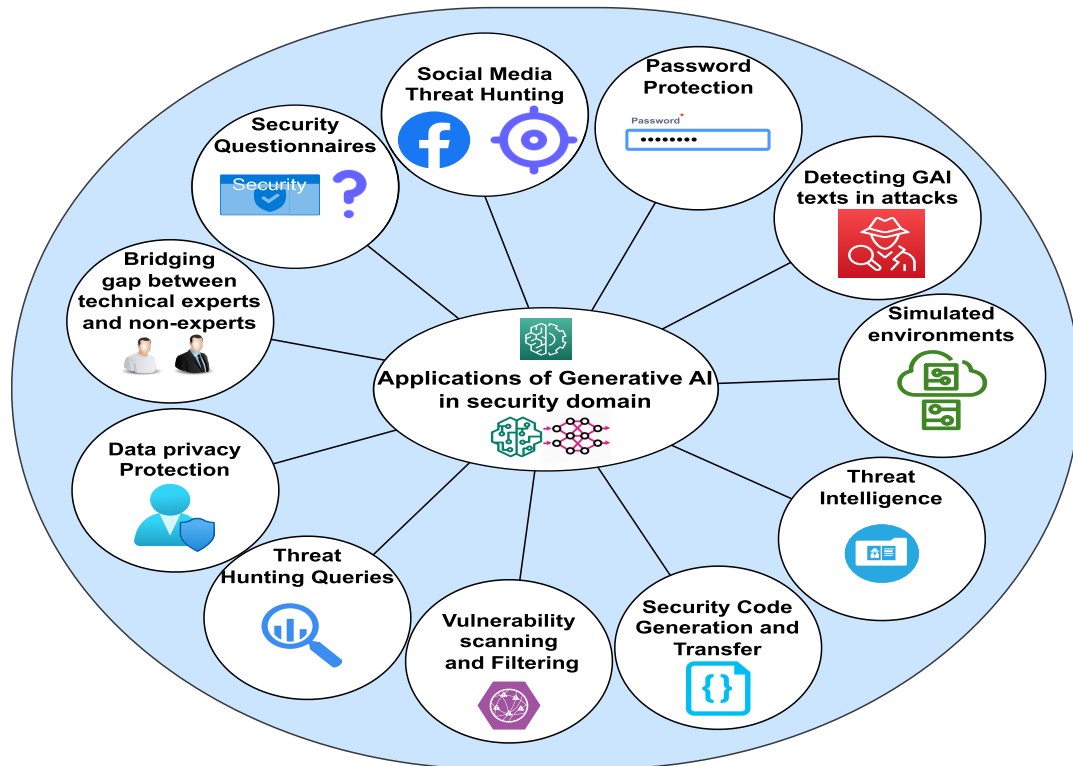 Social Media
Threat Hunting
Password
Protection
Password*
Security
Questionnaires
Security
?
Detecting GAI
texts in attacks
Bridging
gap between
technical experts
and non-experts
Simulated
environments
Applications of Generative AI
in security domain
Data privacy
Protection
Threat
Intelligence
Threat
Hunting Queries
Vulnerability
scanning
and Filtering
Security Code
Generation and
Transfer
{}